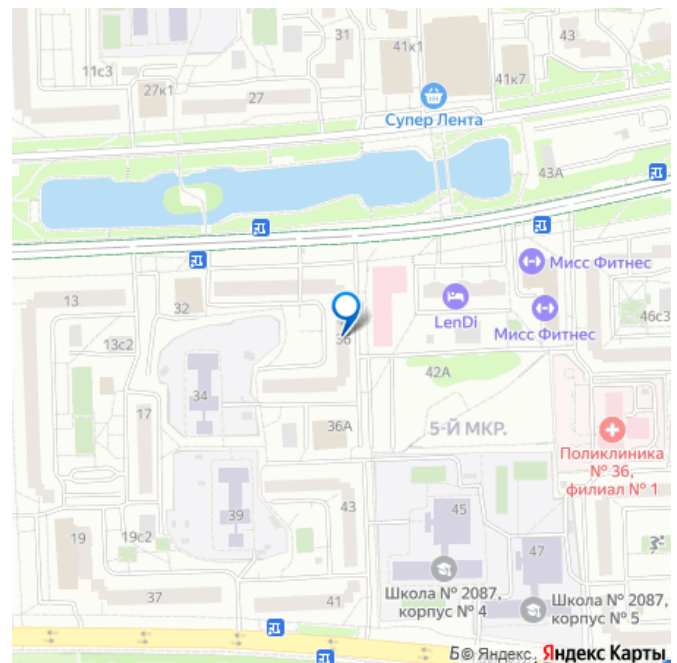 31
41к1
43
11с3
27к1
27
41к7
Супер Лента
43А
Мисс Фитнес
13
32
LenDi
46с3
13с2
36
Мисс Фитнес
34
42А
17
36А
5-Й МКР.
Поликлиника
№ 36,
филиал № 1
43
45
39
19
19с2
47
Школа № 2087,
корпус № 4
37
41
Школа № 2087,
корпус № 5
© Яндекс
Яндекс Карты